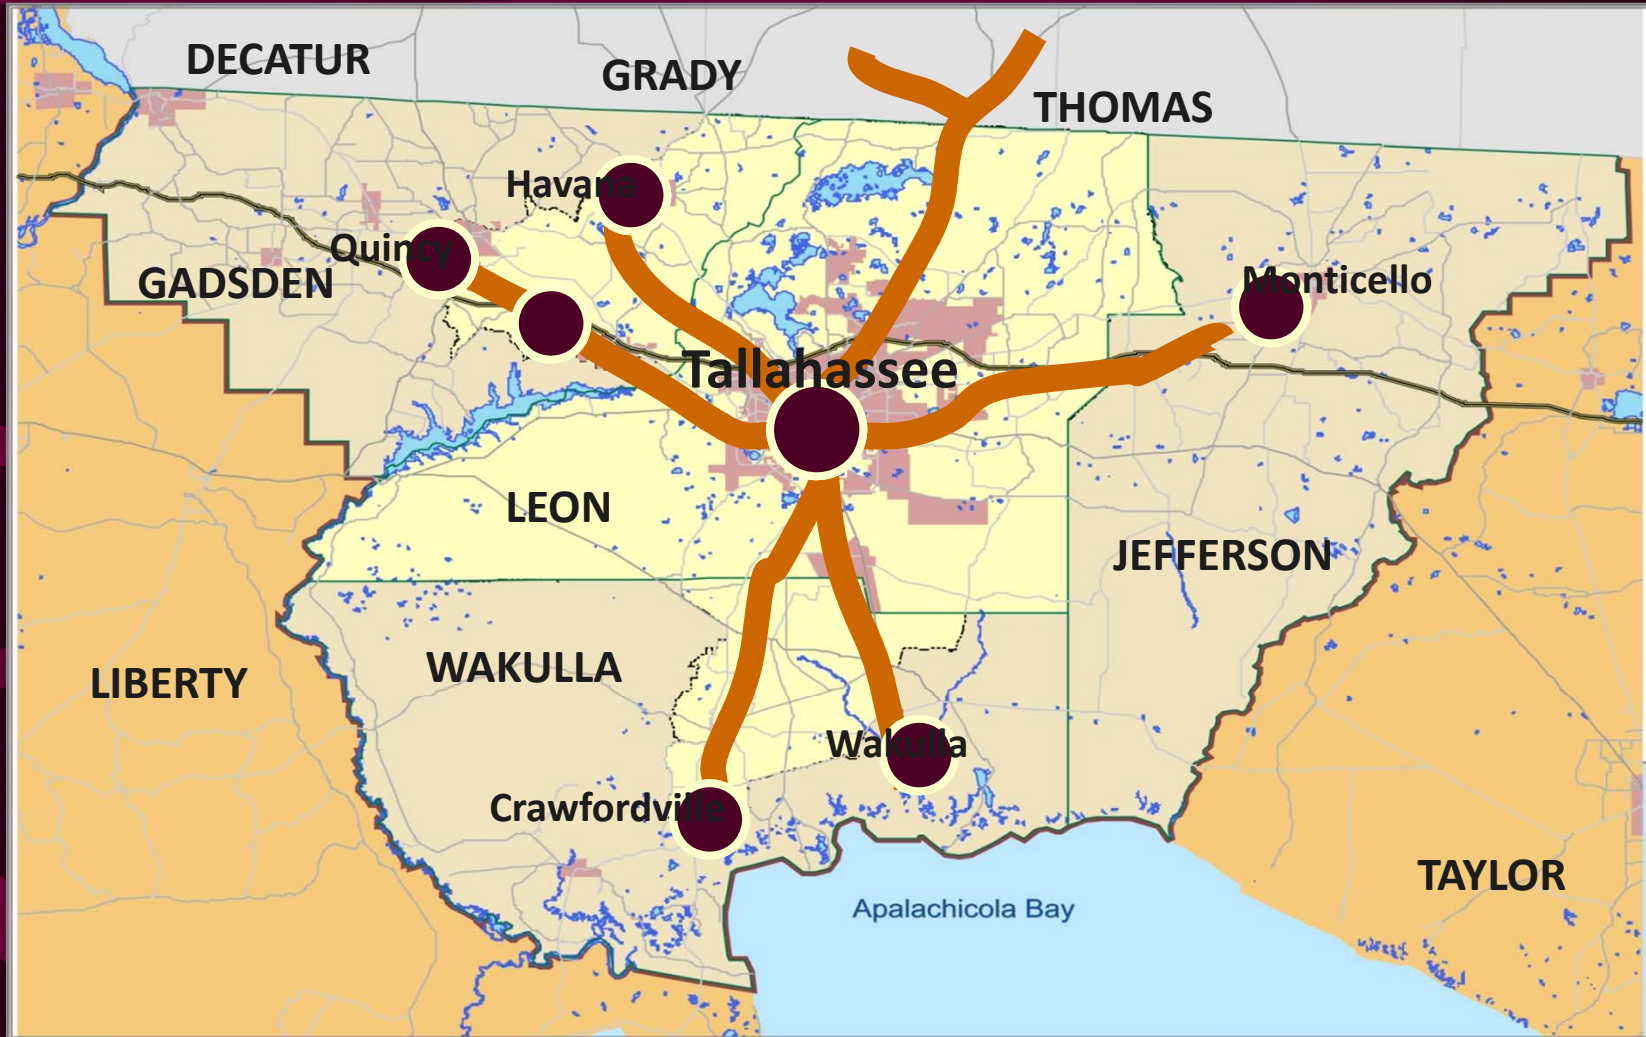 DECATUR
GRADY
THOMAS
Havana
Quincy
GADSDEN
Monticello
Tallahassee
LEON
JEFFERSON
WAKULLA
LIBERTY
Wakulla
Crawfordville
TAYLOR
Apalachicola Bay